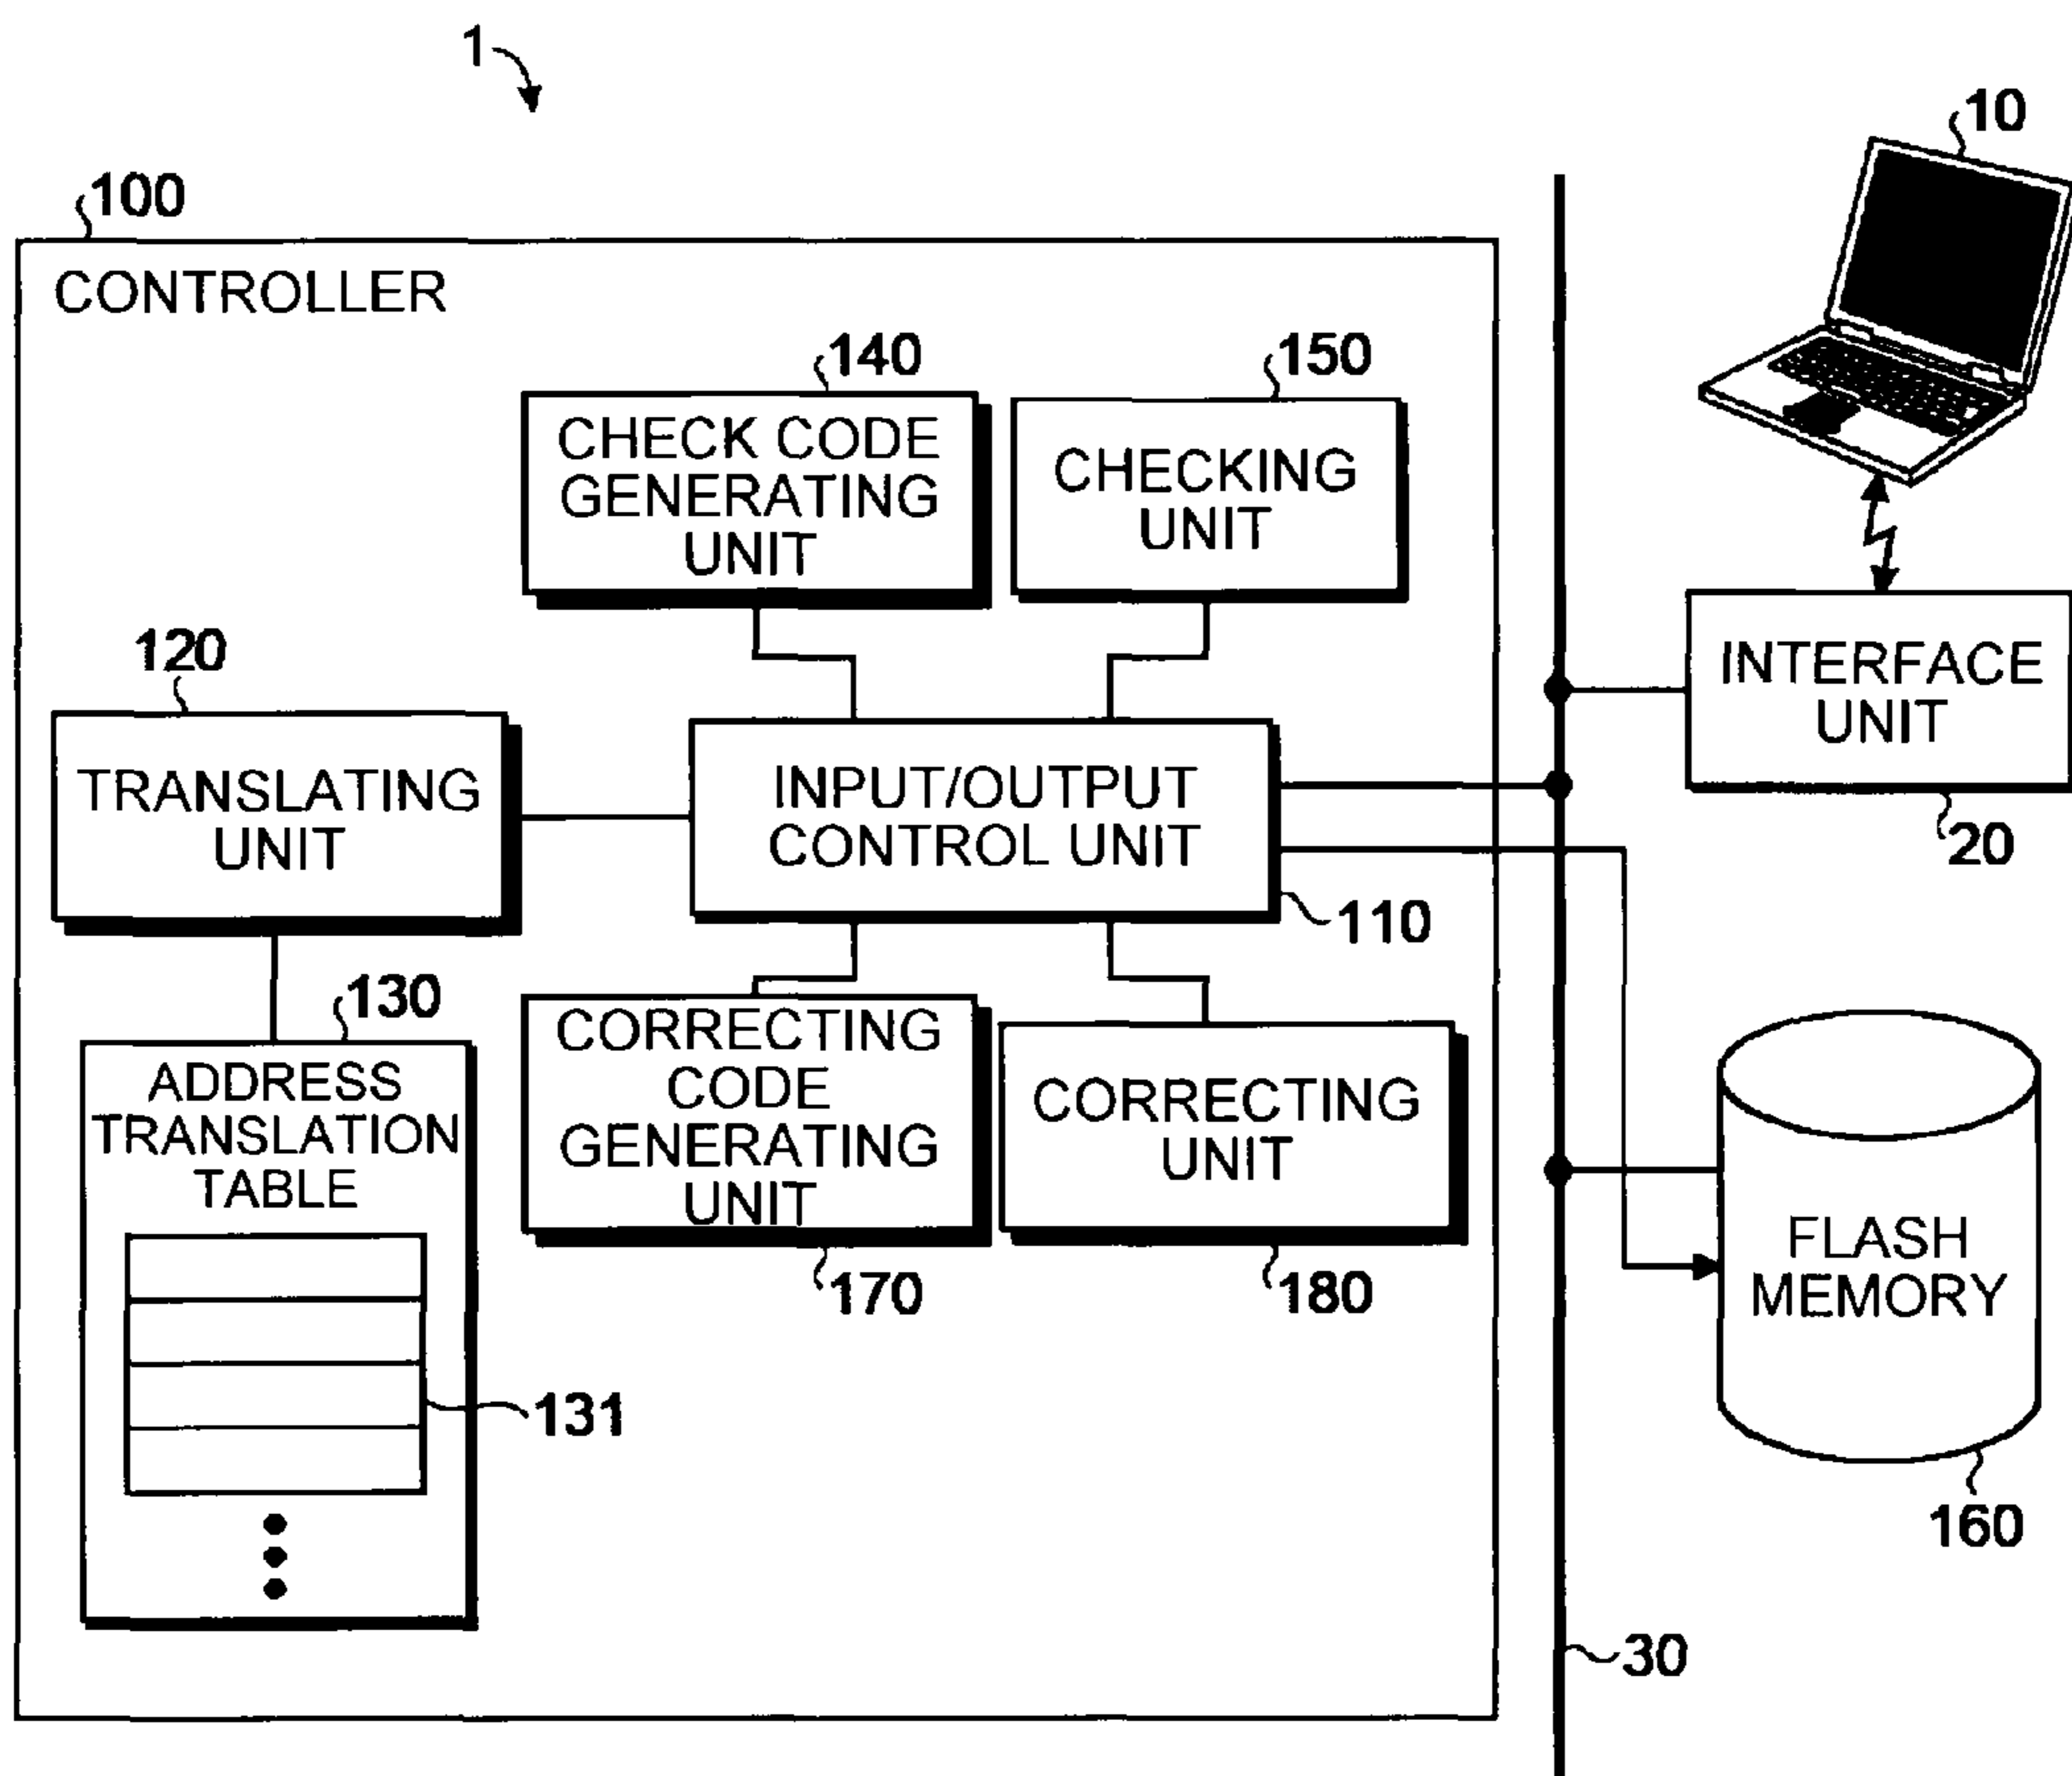 1
10
100
CONTROLLER
140
CHECK CODE
GENERATING
UNIT
150
CHECKING
UNIT
120
TRANSLATING
UNIT
INPUT/OUTPUT
CONTROL UNIT
110
INTERFACE
UNIT
20
130
ADDRESS
TRANSLATION
TABLE
131
CORRECTING
CODE
GENERATING
UNIT
170
CORRECTING
UNIT
180
FLASH
MEMORY
160
30